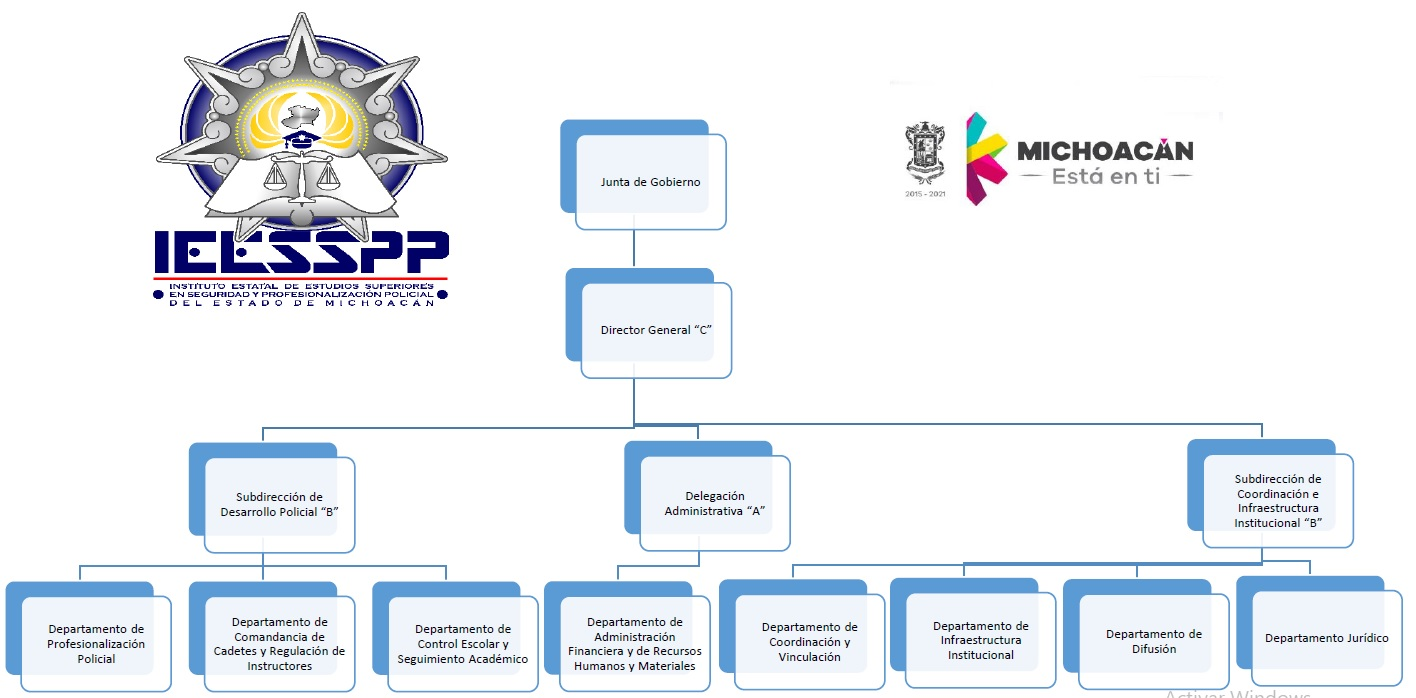 IEESSPP
INSTITUTO ESTATAL DE ESTUDIOS SUPERIORES
EN SEGURIDAD Y PROFESIONALIZACIÓN POLICIAL
DEL ESTADO DE MICHOACÁN
2015 - 2021
MICHOACÁN
Está en ti
Junta de Gobierno
Director General “C”
Subdirección de
Desarrollo Policial “B”
Delegación
Administrativa “A”
Subdirección de
Coordinación e
Infraestructura
Institucional “B”
Departamento de
Profesionalización
Policial
Departamento de
Comandancia de
Cadetes y Regulación de
Instructores
Departamento de
Control Escolar y
Seguimiento Académico
Departamento de
Administración
Financiera y de Recursos
Humanos y Materiales
Departamento de
Coordinación y
Vinculación
Departamento de
Infraestructura
Institucional
Departamento de
Difusión
Departamento Jurídico
Activar Windows